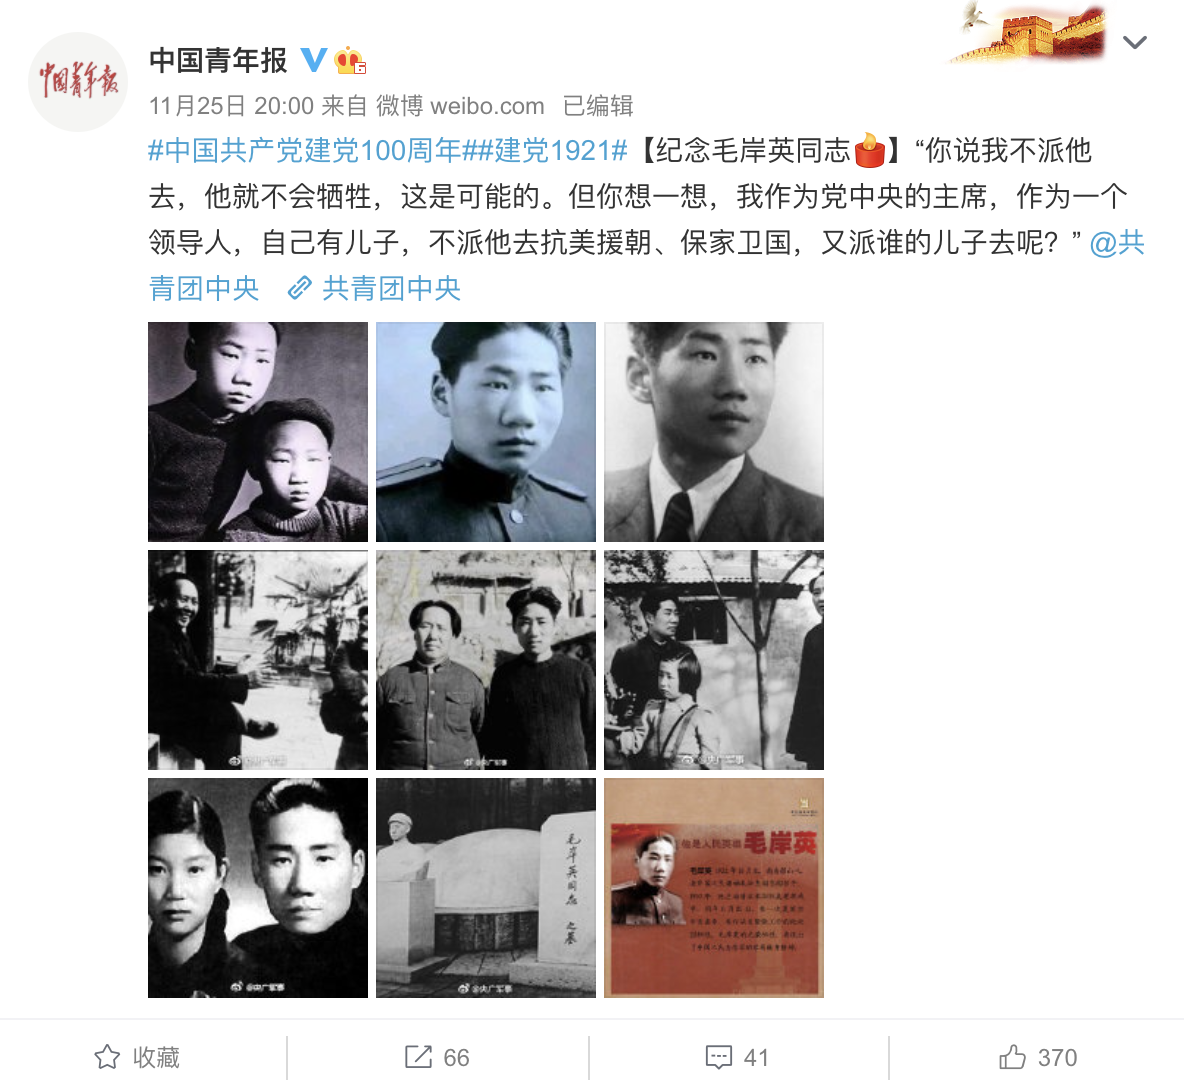 中国青年报
中国青年报
11月25日 20:00 来自 微博 weibo.com 已编辑
#中国共产党建党100周年##建党1921#【纪念毛岸英同志】“你说我不派他
去，他就不会牺牲，这是可能的。但你想一想，我作为党中央的主席，作为一个
领导人，自己有儿子，不派他去抗美援朝、保家卫国，又派谁的儿子去呢？” @共
青团中央 共青团中央
@央广军事
@央广军事
@央广军事
@央广军事
毛岸英同志之墓
@央广军事
他是人民英雄 毛岸英
收藏
66
41
370